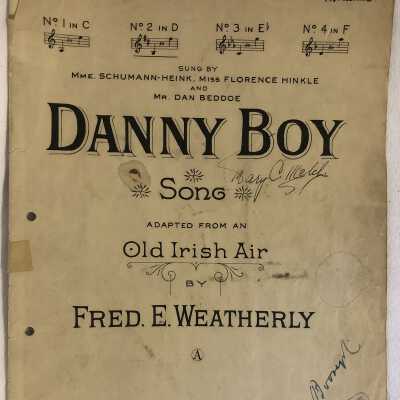 Nº 1 IN C Nº 2 IN D Nº 3 IN E♭ Nº 4 IN F
SUNG BY
MME. SCHUMANN-HEINK, MISS FLORENCE HINKLE
AND
MR. DAN BEDDOE
DANNY BOY
Song
Mary C.
ADAPTED FROM AN
Old Irish Air
BY
FRED. E. WEATHERLY
A